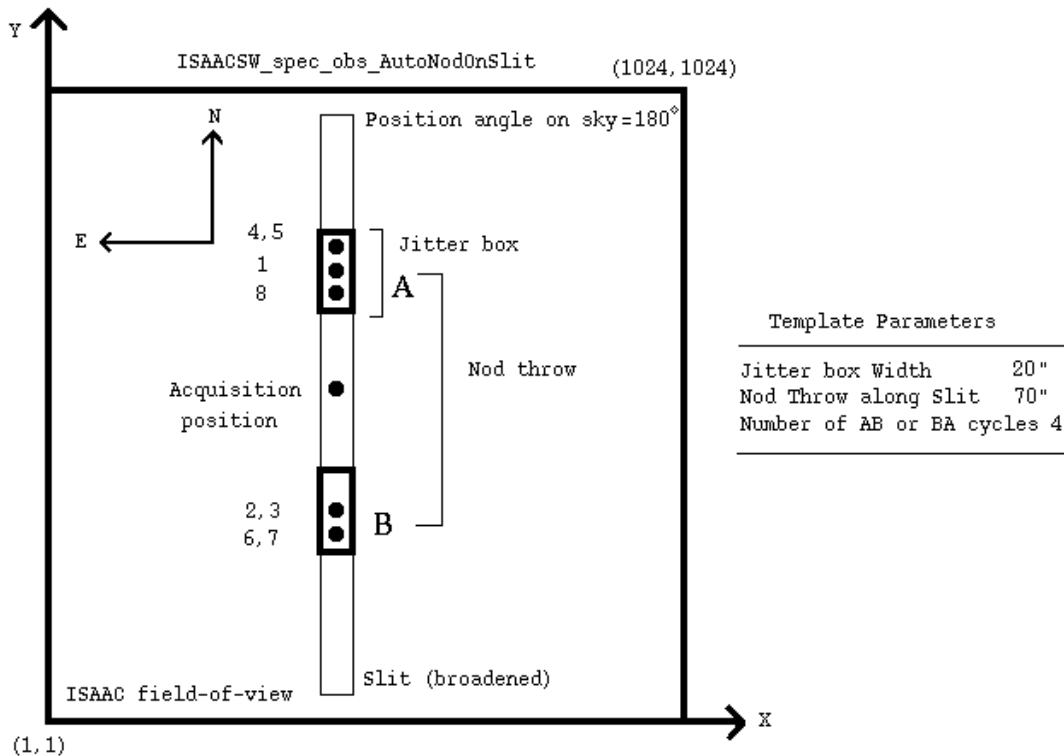 Y
ISAACSW_spec_obs_AutoNodOnSlit
(1024,1024)
N
Position angle on sky=180°
E
4,5
Jitter box
1
A
8
Template Parameters
Nod throw
Jitter box Width 20"
Acquisition
position
Nod Throw along Slit 70"
Number of AB or BA cycles 4
2,3
B
6,7
Slit (broadened)
ISAAC field-of-view
X
(1,1)